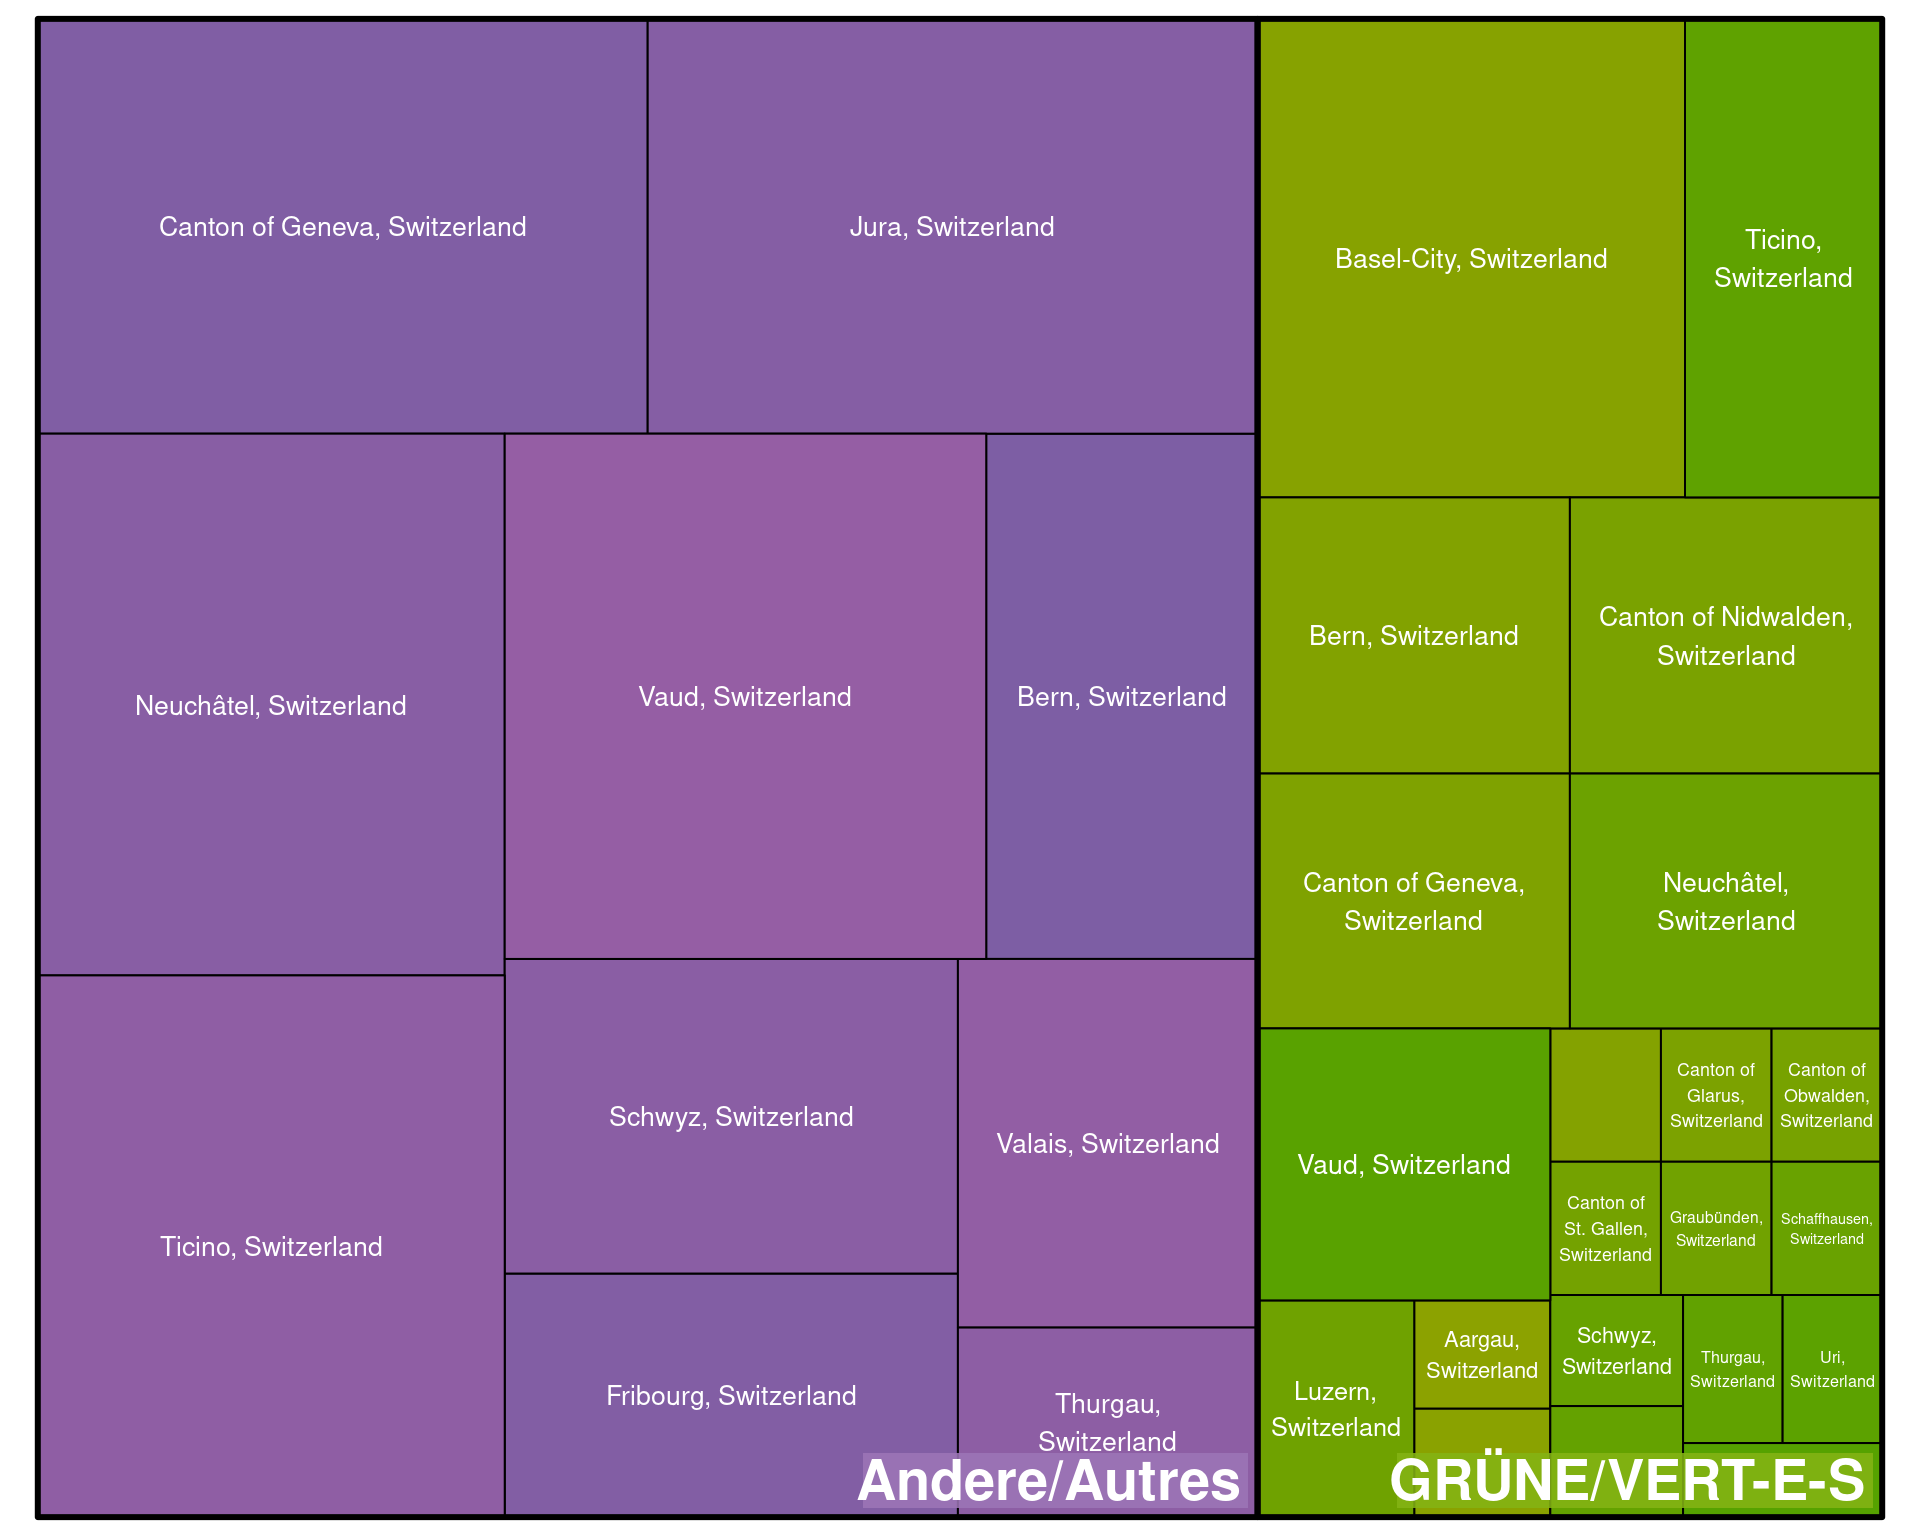 Canton of Geneva, Switzerland
Jura, Switzerland
Basel-City, Switzerland
Ticino,
Switzerland
Neuchâtel, Switzerland
Vaud, Switzerland
Bern, Switzerland
Bern, Switzerland
Canton of Nidwalden,
Switzerland
Canton of Geneva,
Switzerland
Neuchâtel,
Switzerland
Ticino, Switzerland
Schwyz, Switzerland
Valais, Switzerland
Fribourg, Switzerland
Thurgau,
Switzerland
Andere/Autres
Vaud, Switzerland
Canton of
Glarus,
Switzerland
Canton of
Obwalden,
Switzerland
Canton of
St. Gallen,
Switzerland
Graubünden,
Switzerland
Schaffhausen,
Switzerland
Luzern,
Switzerland
Aargau,
Switzerland
Schwyz,
Switzerland
Thurgau,
Switzerland
Uri,
Switzerland
GRÜNE/VERT-E-S